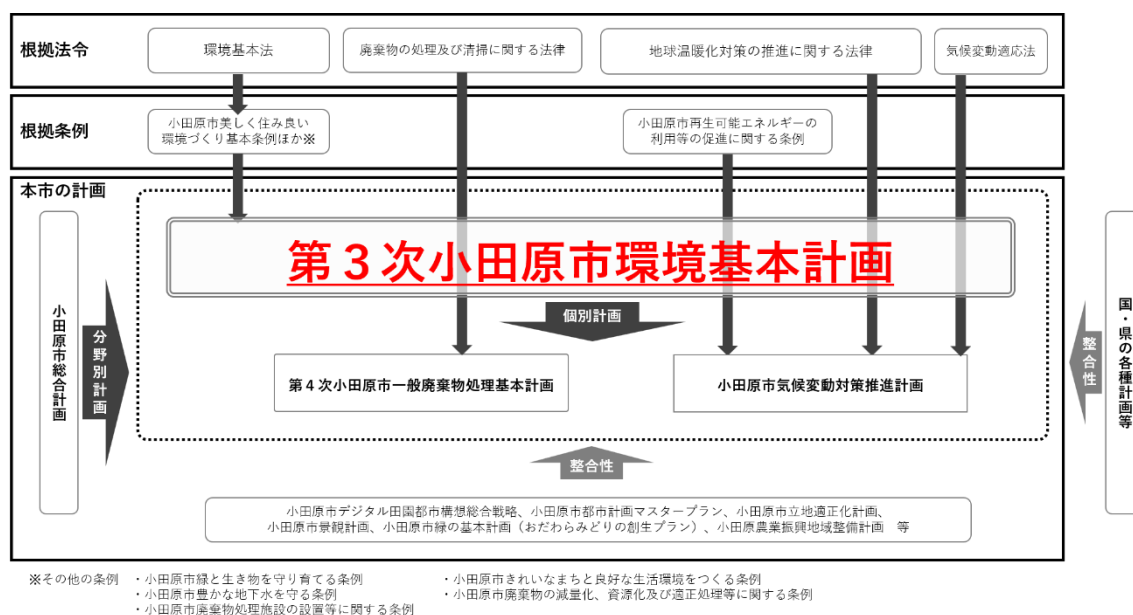 根拠法令
環境基本法
廃棄物の処理及び清掃に関する法律
地球温暖化対策の推進に関する法律
気候変動適応法
根拠条例
小田原市美しく住み良い
環境づくり基本条例ほか※
小田原市再生可能エネルギーの
利用等の促進に関する条例
本市の計画
第3次小田原市環境基本計画
個別計画
小田原市総合計画
分野別計画
第4次小田原市一般廃棄物処理基本計画
小田原市気候変動対策推進計画
整合性
国・県の各種計画等
整合性
小田原市デジタル田園都市構想総合戦略、小田原市都市計画マスタープラン、小田原市立地適正化計画、
小田原市景観計画、小田原市緑の基本計画（おだわらみどりの創生プラン）、小田原農業振興地域整備計画　等
※その他の条例　・小田原市緑と生き物を守り育てる条例
・小田原市豊かな地下水を守る条例
・小田原市廃棄物処理施設の設置等に関する条例
・小田原市きれいなまちと良好な生活環境をつくる条例
・小田原市廃棄物の減量化、資源化及び適正処理等に関する条例